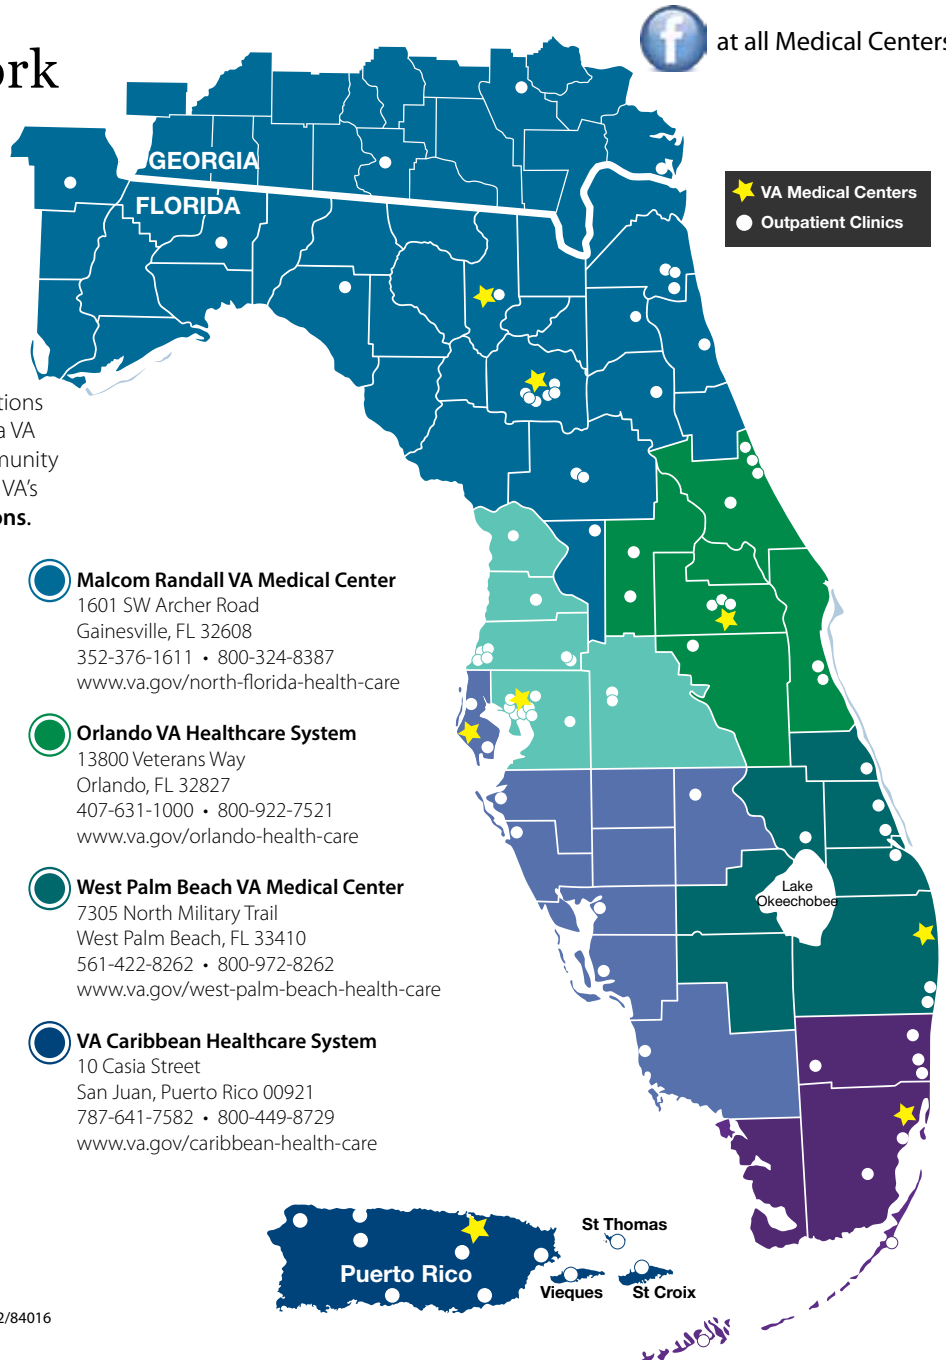 at all Medical Centers
ork
GEORGIA
FLORIDA
VA Medical Centers
Outpatient Clinics
tions
a VA
munity
VA's
ons.
Malcom Randall VA Medical Center
1601 SW Archer Road
Gainesville, FL 32608
352-376-1611 • 800-324-8387
www.va.gov/north-florida-health-care
Orlando VA Healthcare System
13800 Veterans Way
Orlando, FL 32827
407-631-1000 • 800-922-7521
www.va.gov/orlando-health-care
West Palm Beach VA Medical Center
7305 North Military Trail
West Palm Beach, FL 33410
561-422-8262 • 800-972-8262
www.va.gov/west-palm-beach-health-care
Lake
Okeechobee
VA Caribbean Healthcare System
10 Casia Street
San Juan, Puerto Rico 00921
787-641-7582 • 800-449-8729
www.va.gov/caribbean-health-care
St Thomas
Puerto Rico
Vieques
St Croix
2/84016